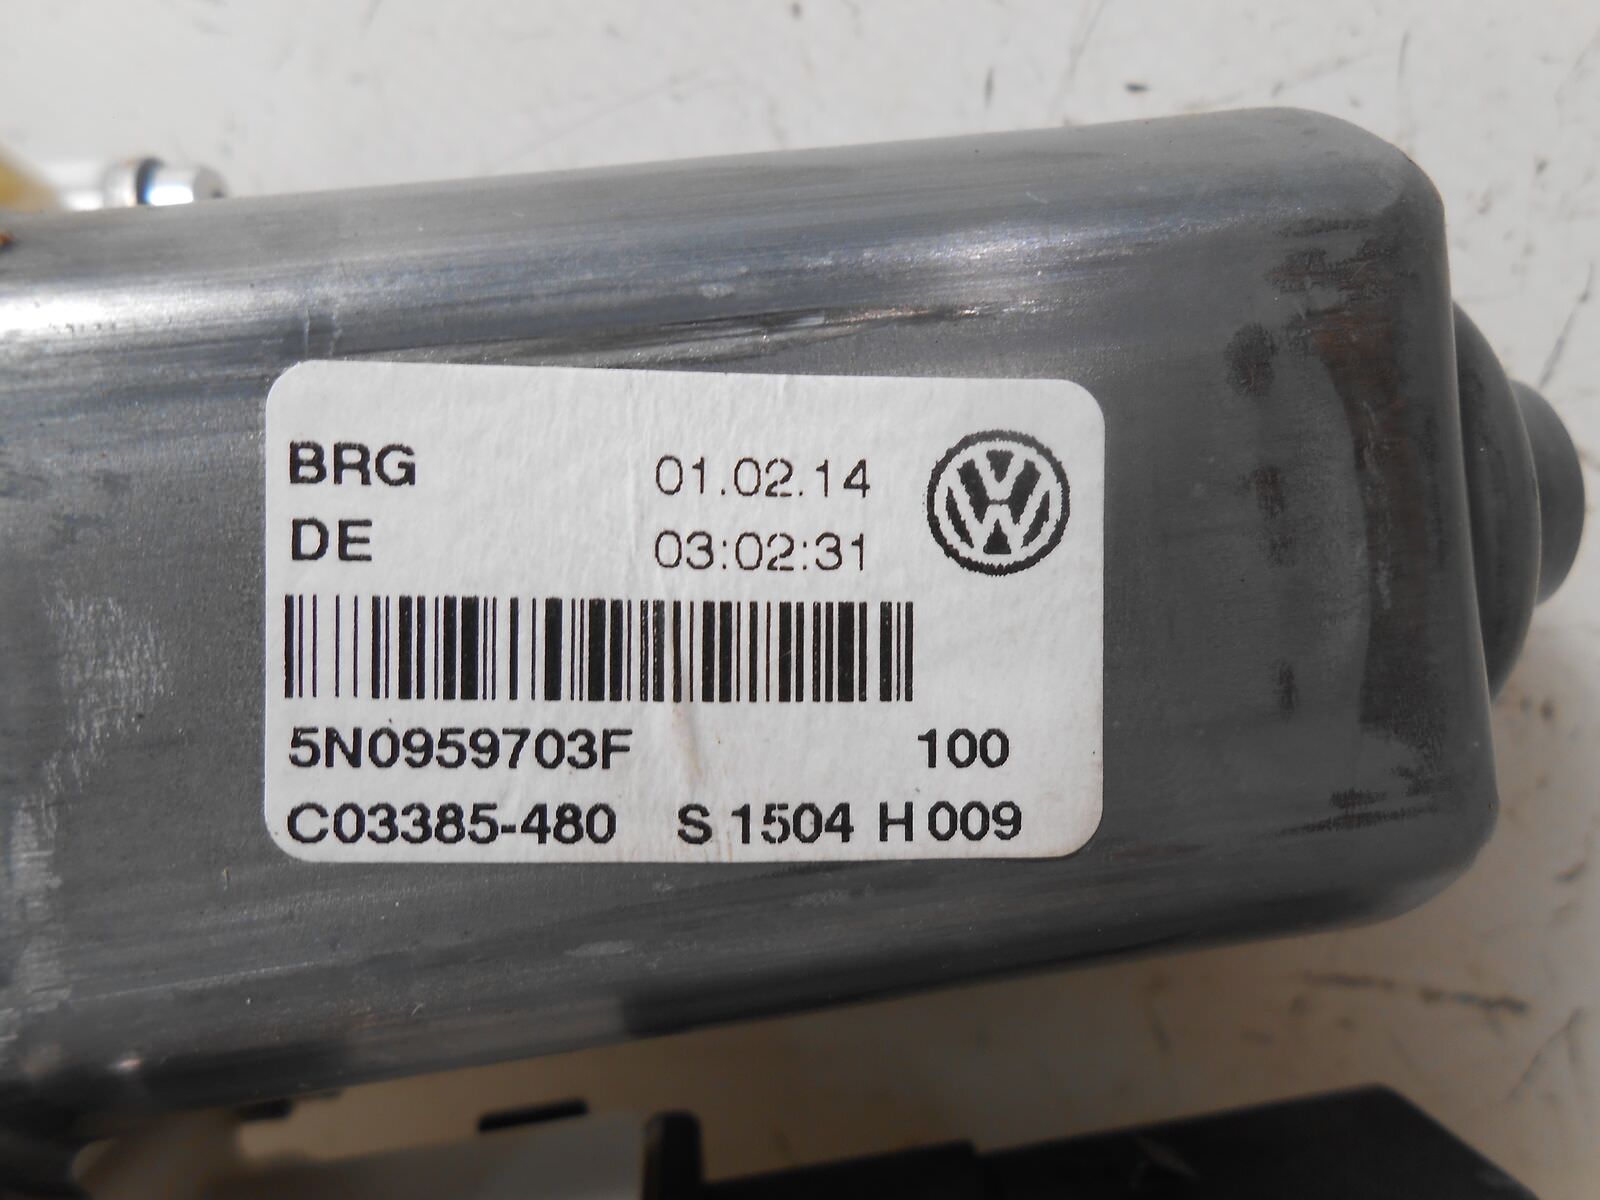 BRG 01.02.14
DE 03:02:31
5N0959703F 100
C03385-480 S 1504 H 009